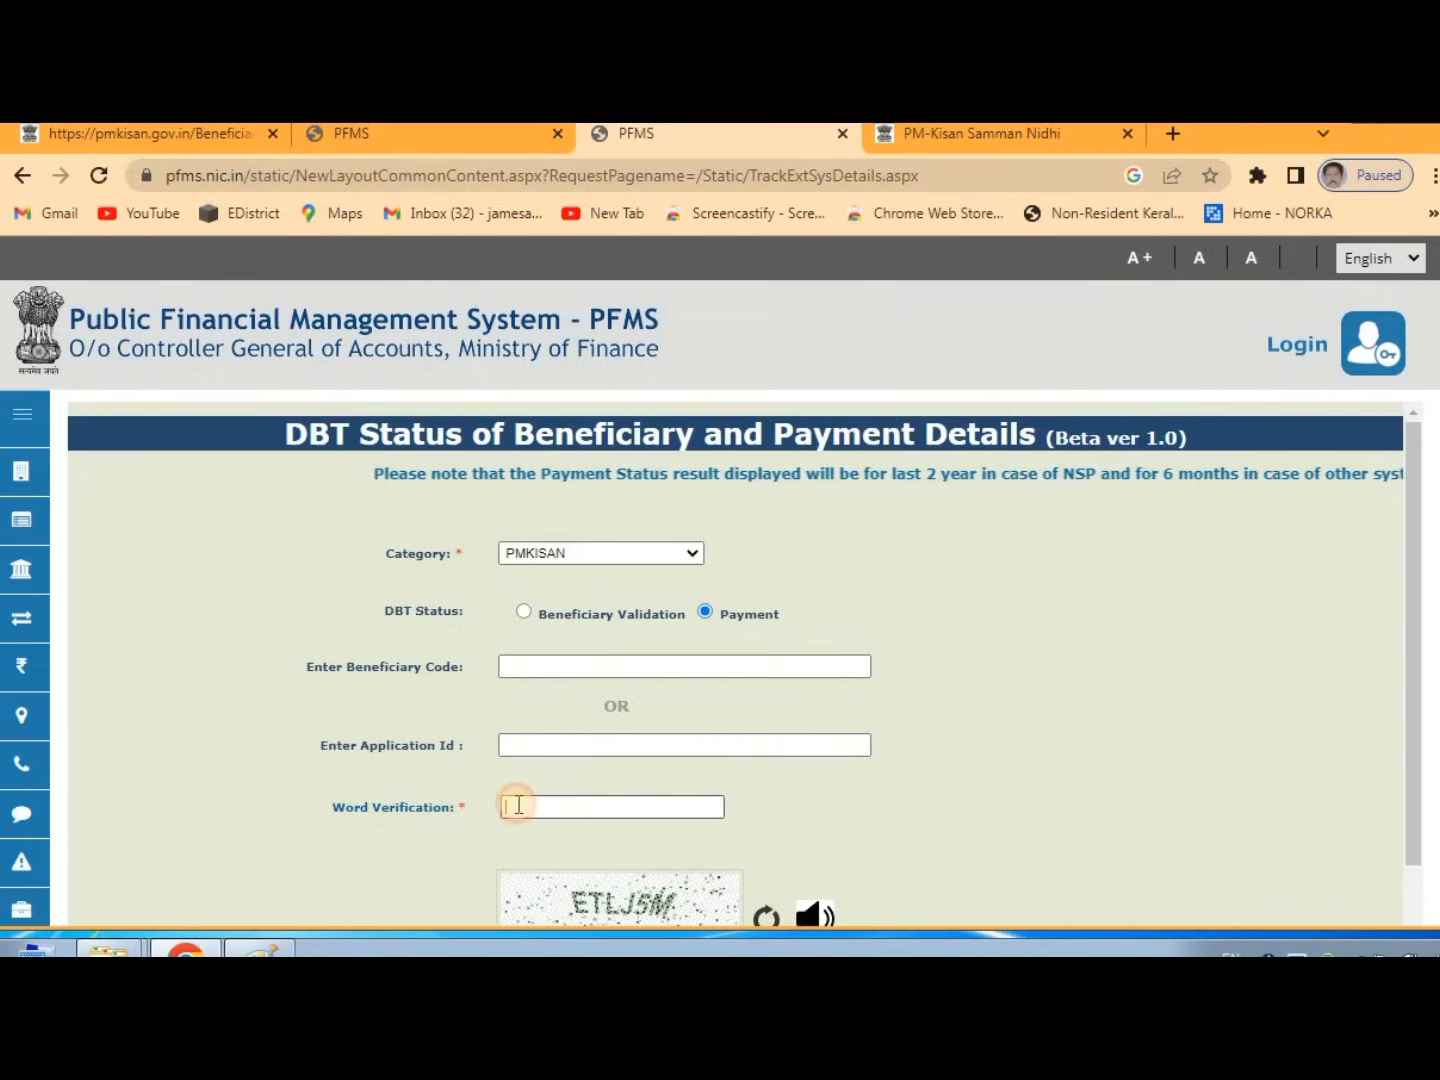 https://pmkisan.gov.in/Beneficia
PFMS
PFMS
PM-Kisan Samman Nidhi
pfms.nic.in/static/NewLayoutCommonContent.aspx?RequestPagename=/Static/TrackExtSysDetails.aspx
Paused
Gmail
YouTube
EDistrict
Maps
Inbox (32) - jamesa...
New Tab
Screencastify - Scre...
Chrome Web Store...
Non-Resident Keral...
Home - NORKA
A+
A
A
English
Public Financial Management System - PFMS
O/o Controller General of Accounts, Ministry of Finance
सत्यमेव जयते
Login
DBT Status of Beneficiary and Payment Details (Beta ver 1.0)
Please note that the Payment Status result displayed will be for last 2 year in case of NSP and for 6 months in case of other syst
Category: *
PMKISAN
DBT Status:
Beneficiary Validation
Payment
Enter Beneficiary Code:
OR
Enter Application Id :
Word Verification: *
ETLJ5M